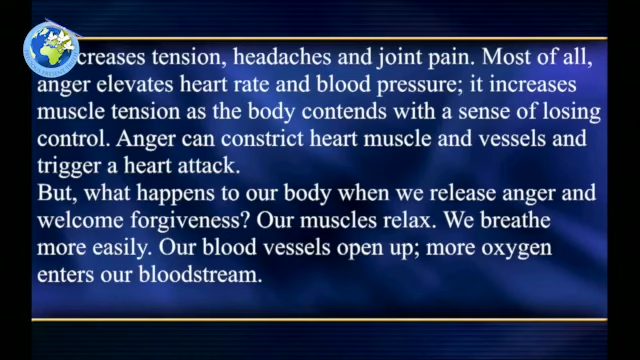 creases tension, headaches and joint pain. Most of all,
anger elevates heart rate and blood pressure; it increases
muscle tension as the body contends with a sense of losing
control. Anger can constrict heart muscle and vessels and
trigger a heart attack.
But, what happens to our body when we release anger and
welcome forgiveness? Our muscles relax. We breathe
more easily. Our blood vessels open up; more oxygen
enters our bloodstream.